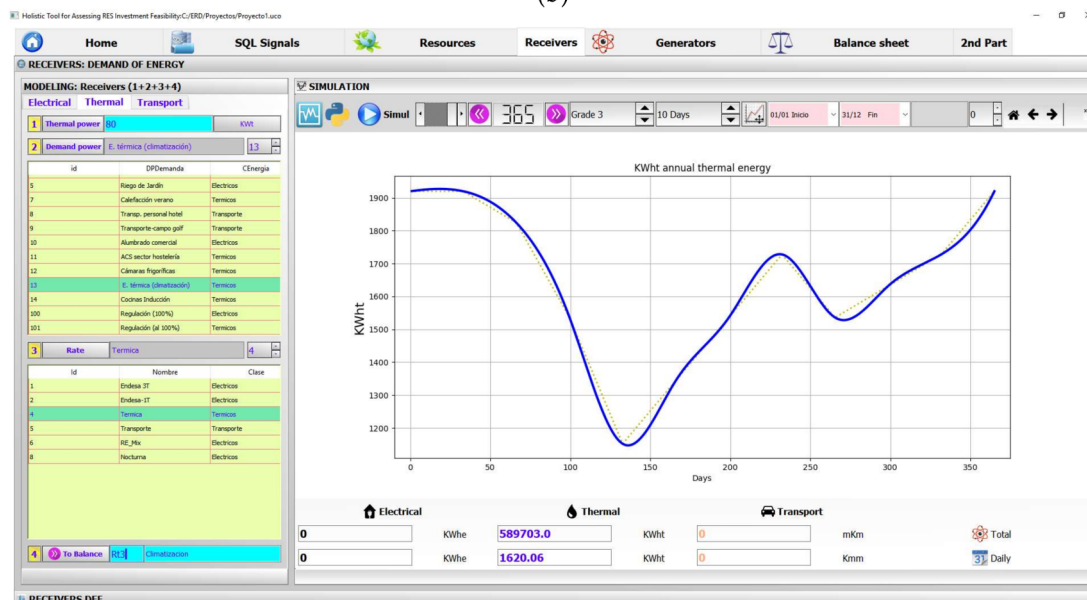 Holistic Tool for Assessing RES Investment Feasibility:C:/ERD/Proyectos/Proyecto1.uco
Home SQL Signals Resources Receivers Generators Balance sheet 2nd Part
RECEIVERS: DEMAND OF ENERGY
MODELING: Receivers (1+2+3+4)
Electrical Thermal Transport
1 Thermal power 80 KWt
2 Demand power E. térmica (climatización) 13
id DPDemanda CEnergia
5 Riego de Jardín Electricos
7 Calefacción verano Termicos
8 Transp. personal hotel Transporte
9 Transporte-campo golf Transporte
10 Alumbrado comercial Electricos
11 ACS sector hostelería Termicos
12 Cámaras frigoríficas Termicos
13 E. térmica (climatización) Termicos
14 Cocinas Inducción Termicos
100 Regulación (100%) Electricos
101 Regulación (al 100%) Termicos
3 Rate Termica 4
Id Nombre Clase
1 Endesa 3T Electricos
2 Endesa-1T Electricos
4 Termica Termicos
5 Transporte Transporte
6 RE_Mix Electricos
8 Nocturna Electricos
4 To Balance Rt3 Climatizacion
SIMULATION
Simul 365 Grade 3 10 Days 01/01 Inicio 31/12 Fin 0
KWht annual thermal energy
KWht
1900
1800
1700
1600
1500
1400
1300
1200
0 50 100 150 200 250 300 350
Days
Electrical Thermal Transport
0 KWhe 589703.0 KWht 0 mKm Total
0 KWhe 1620.06 KWht 0 Kmm 31 Daily